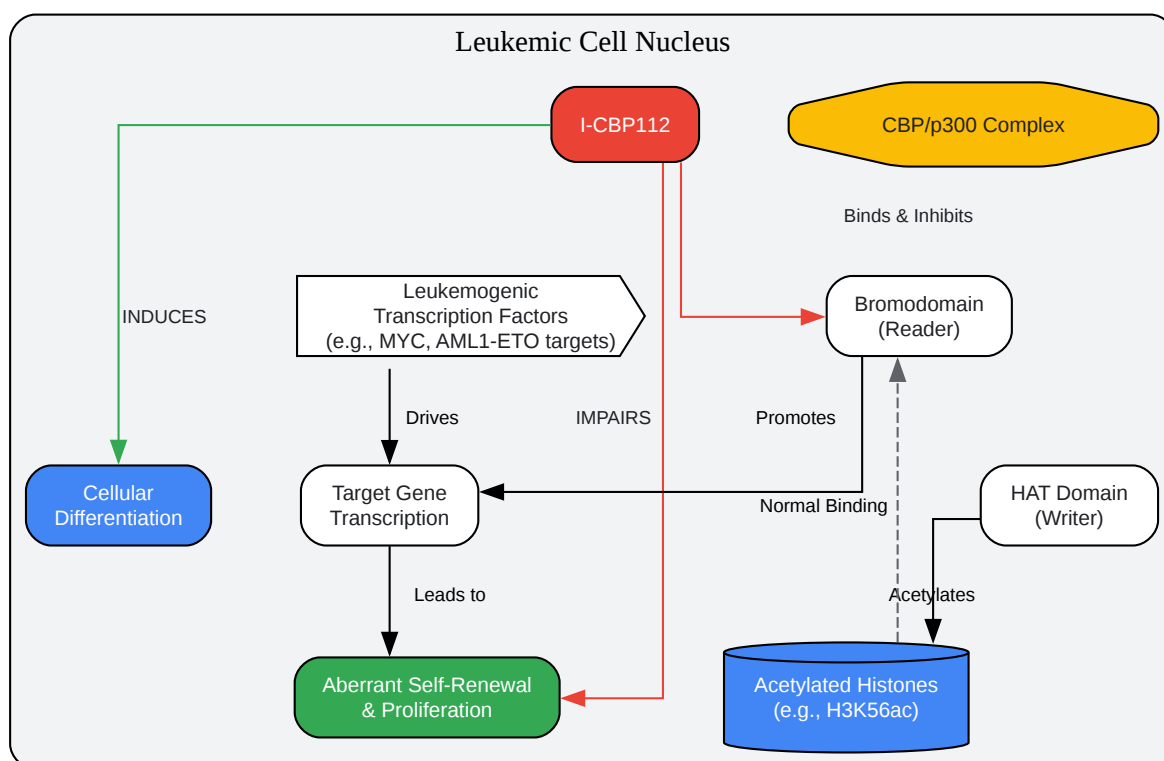 Leukemic Cell Nucleus
I-CBP112
CBP/p300 Complex
Binds & Inhibits
Leukemogenic
Transcription Factors
(e.g., MYC, AML1-ETO targets)
Bromodomain
(Reader)
INDUCES
Drives
IMPAIRS
Promotes
Cellular
Differentiation
Target Gene
Transcription
Normal Binding
HAT Domain
(Writer)
Leads to
Acetylates
Aberrant Self-Renewal
& Proliferation
Acetylated Histones
(e.g., H3K56ac)